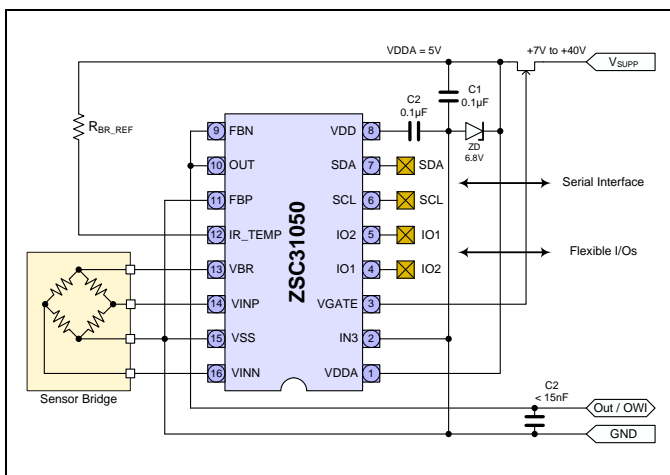 VDDA = 5V
+7V to +40V
VSUPP
C1
0.1µF
C2
0.1µF
ZD
6.8V
RBR_REF
ZSC31050
9 FBN
10 OUT
11 FBP
12 IR_TEMP
13 VBR
14 VINP
15 VSS
16 VINN
VDD 8
SDA 7 SDA
SCL 6 SCL
IO2 5 IO1
IO1 4 IO2
VGATE 3
IN3 2
VDDA 1
Serial Interface
Flexible I/Os
Sensor Bridge
C2
< 15nF
Out / OWI
GND